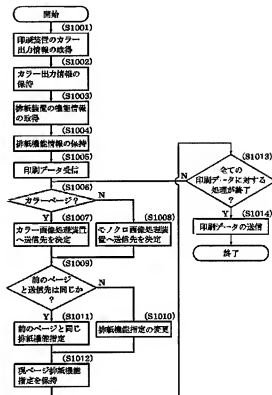 開始
(S1001)
印刷装置のカラー
出力情報の取得
(S1002)
カラー出力情報の
保持
(S1003)
排紙装置の機能情報
の取得
(S1004)
排紙機能情報の保持
(S1005)
印刷データ受信
(S1006)
カラーページ?
Y
N
(S1007)
カラー画像処理装置
へ送信先を決定
(S1008)
モノクロ画像処理装
置へ送信先を決定
(S1009)
前のページ
と送信先は同じか
?
Y
N
(S1011)
前のページと同じ
排紙機能指定
(S1010)
排紙機能指定の変更
(S1012)
現ページ排紙機能
指定を保持
(S1013)
全ての
印刷データに対する
処理が終了
?
N
Y
(S1014)
印刷データの送信
終了